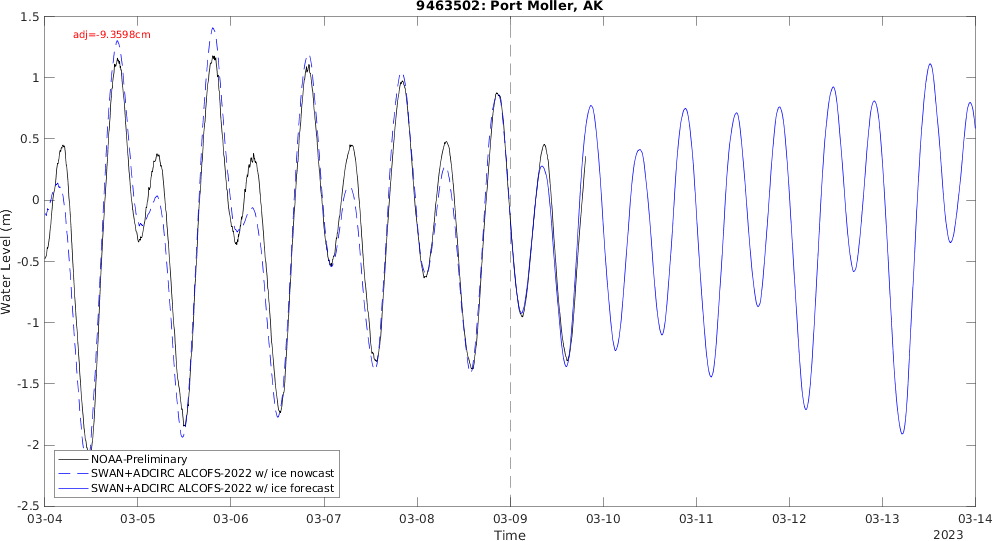 9463502: Port Moller, AK
adj=-9.3598cm
Water Level (m)
1.5
1
0.5
0
-0.5
-1
-1.5
-2
-2.5
NOAA-Preliminary
SWAN+ADCIRC ALCOFS-2022 w/ ice nowcast
SWAN+ADCIRC ALCOFS-2022 w/ ice forecast
03-04 03-05 03-06 03-07 03-08 03-09 03-10 03-11 03-12 03-13 03-14
Time
2023